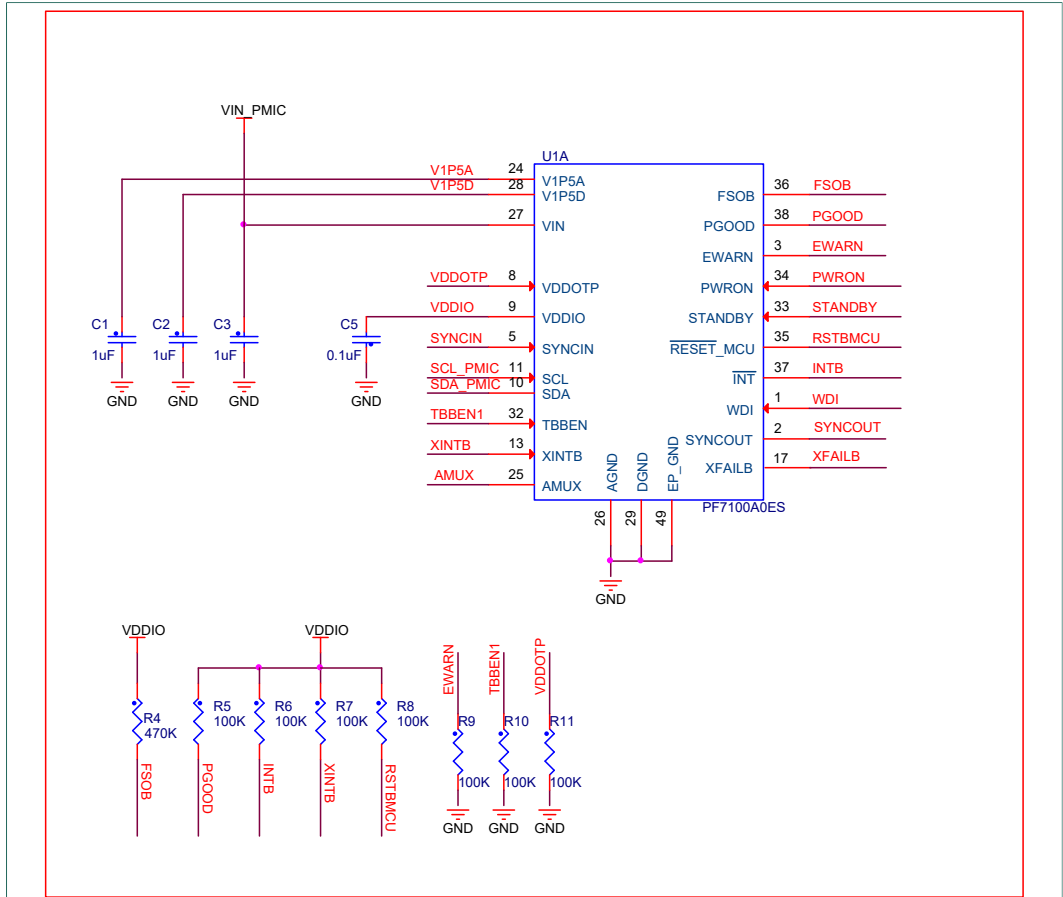 VIN_PMIC
U1A
V1P5A 24 V1P5A
V1P5D 28 V1P5D
27 VIN
VDDOTP 8 VDDOTP
VDDIO 9 VDDIO
SYNCIN 5 SYNCIN
SCL_PMIC 11 SCL
SDA_PMIC 10 SDA
TBBEN1 32 TBBEN
XINTB 13 XINTB
AMUX 25 AMUX
FSOB 36 FSOB
PGOOD 38 PGOOD
EWARN 3 EWARN
PWRON 34 PWRON
STANDBY 33 STANDBY
RESET_MCU 35 RSTBMCU
INT 37 INTB
WDI 1 WDI
SYNCOUT 2 SYNCOUT
XFAILB 17 XFAILB
AGND
DGND
EP_GND
26
29
49
PF7100A0ES
GND
C1
1uF
GND
C2
1uF
GND
C3
1uF
GND
C5
0.1uF
GND
VDDIO
VDDIO
R4
470K
FSOB
R5
100K
PGOOD
R6
100K
INTB
R7
100K
XINTB
R8
100K
RSTBMCU
EWARN
R9
100K
GND
TBBEN1
R10
100K
GND
VDDOTP
R11
100K
GND